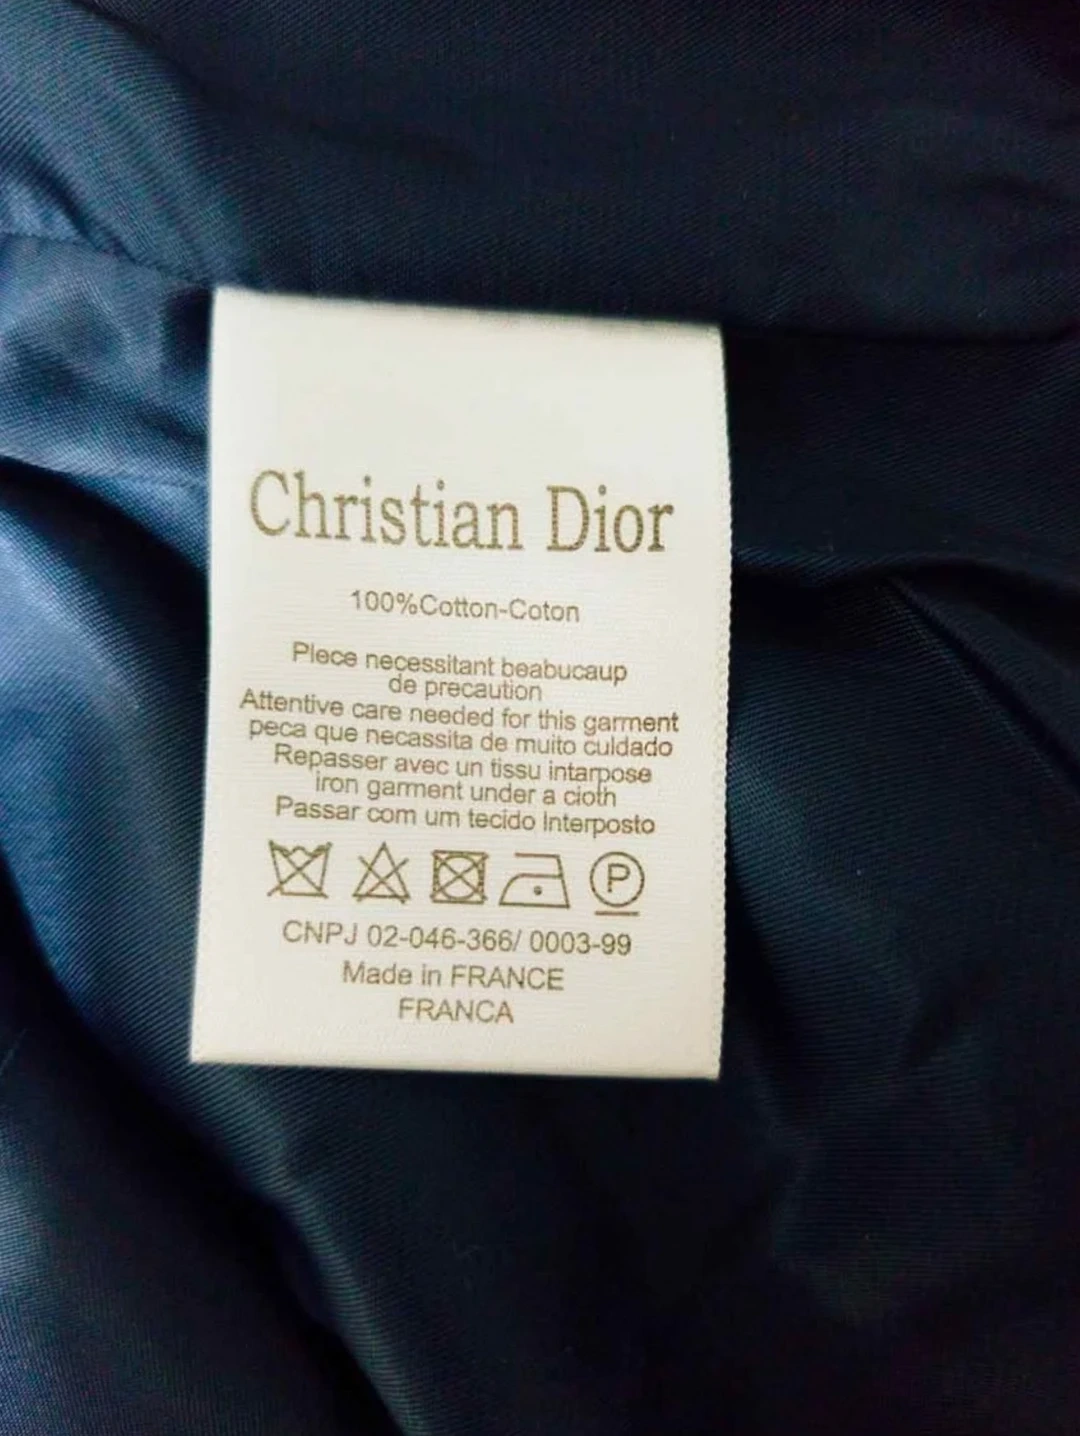 Christian Dior
100%Cotton-Coton
Plece necessitant beabucaup
de precaution
Attentive care needed for this garment
peca que necassita de muito culdado
Repasser avec un tissu intarpose
iron garment under a cioth
Passar com um tecido Interposto
P
CNPJ 02-046-366/ 0003-99
Made in FRANCE
FRANCA